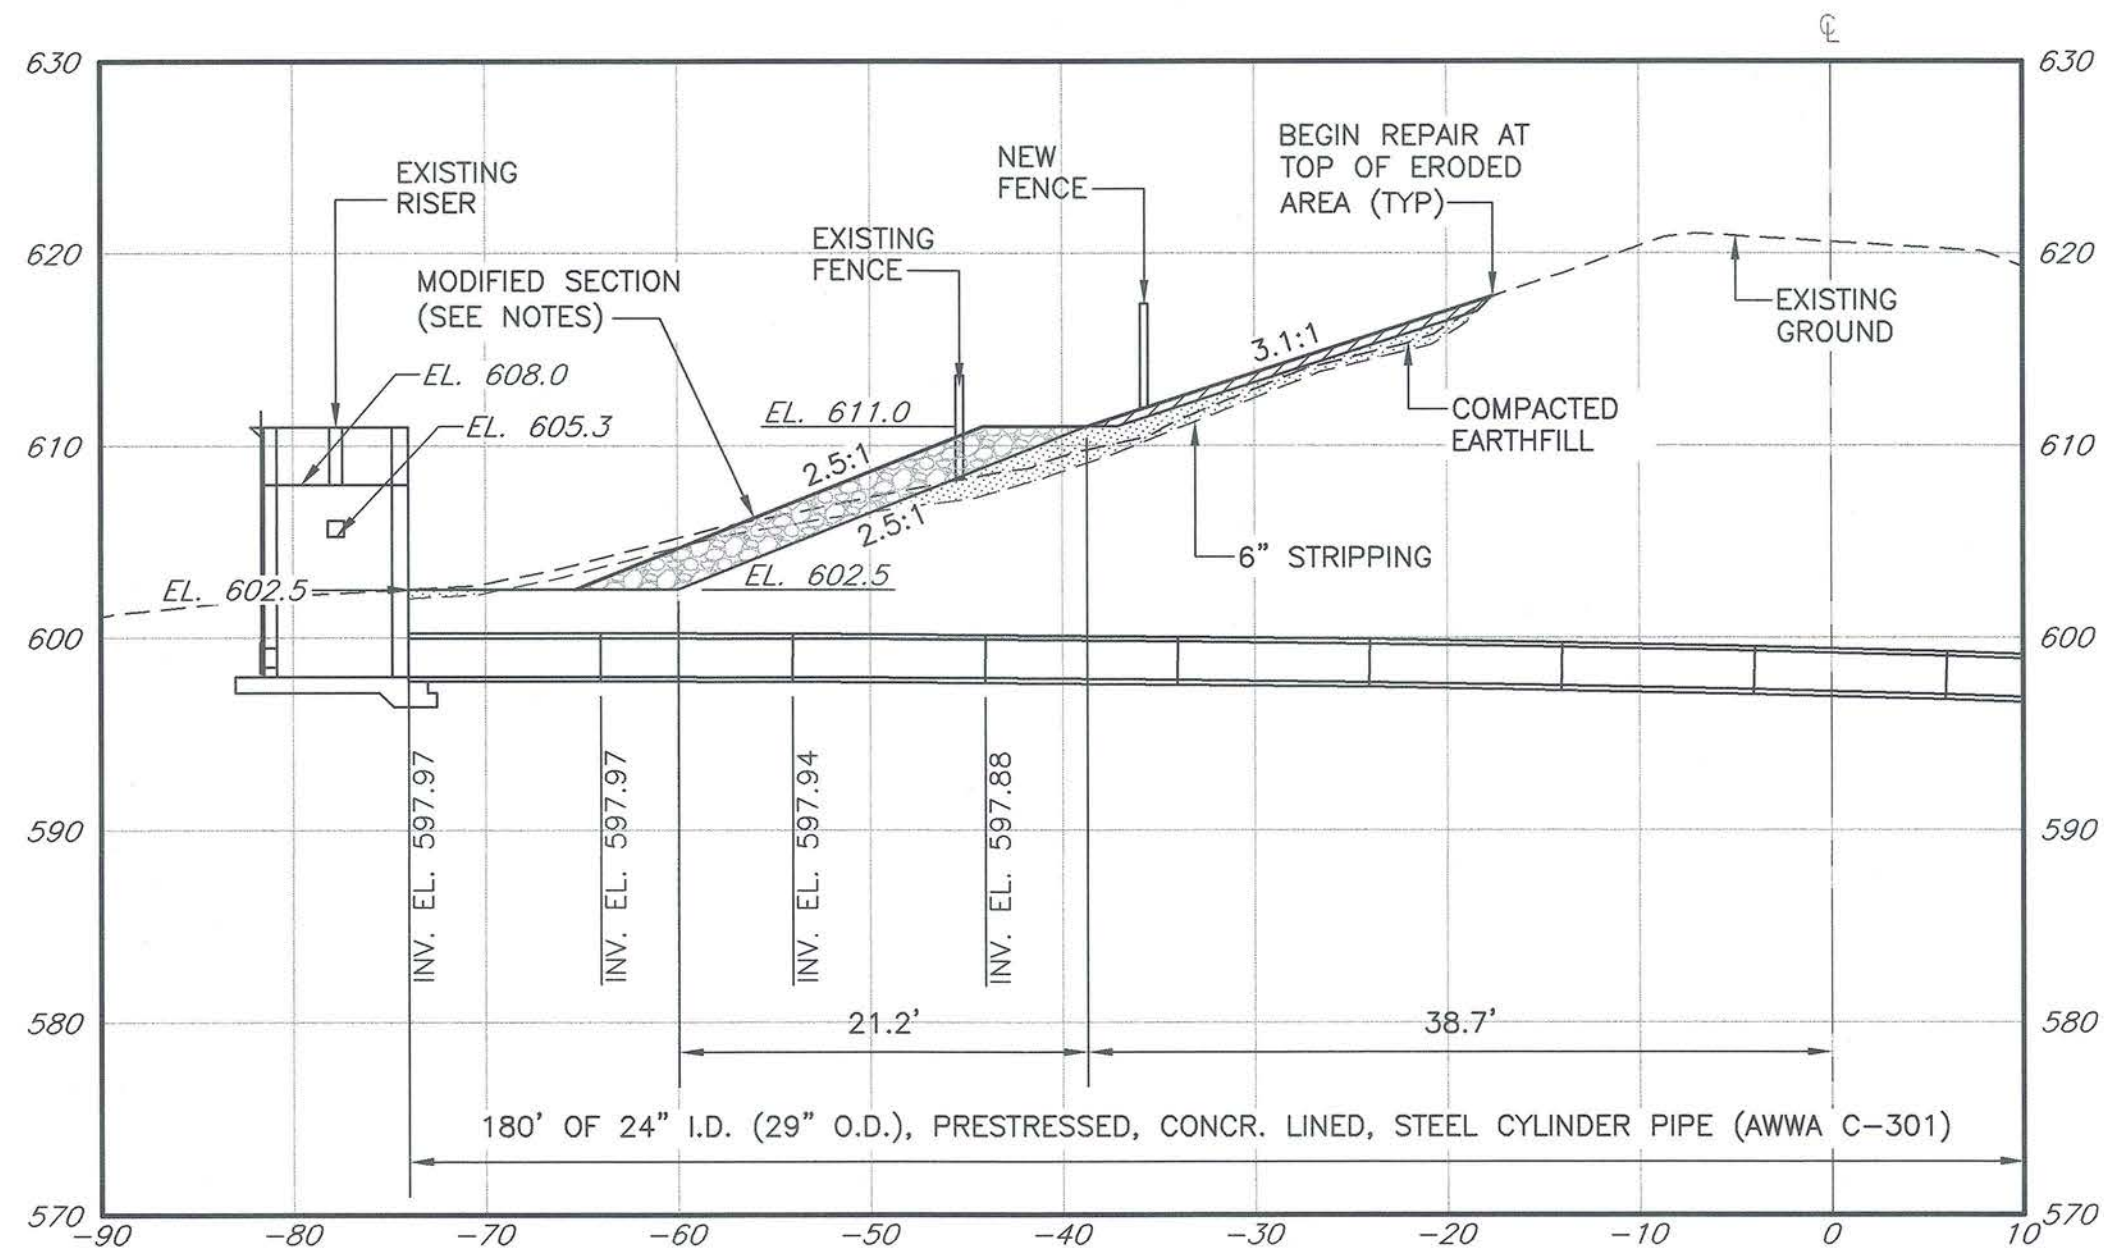 ℄
630
630
BEGIN REPAIR AT
TOP OF ERODED
AREA (TYP)
NEW
FENCE
EXISTING
RISER
EXISTING
FENCE
620
620
MODIFIED SECTION
(SEE NOTES)
EXISTING
GROUND
3.1:1
EL. 608.0
EL. 611.0
COMPACTED
EARTHFILL
EL. 605.3
610
610
2.5:1
2.5:1
6" STRIPPING
EL. 602.5
EL. 602.5
600
600
INV. EL. 597.97
INV. EL. 597.97
INV. EL. 597.94
INV. EL. 597.88
590
590
580
580
21.2'
38.7'
180' OF 24" I.D. (29" O.D.), PRESTRESSED, CONCR. LINED, STEEL CYLINDER PIPE (AWWA C-301)
570
570
-90 -80 -70 -60 -50 -40 -30 -20 -10 0 10